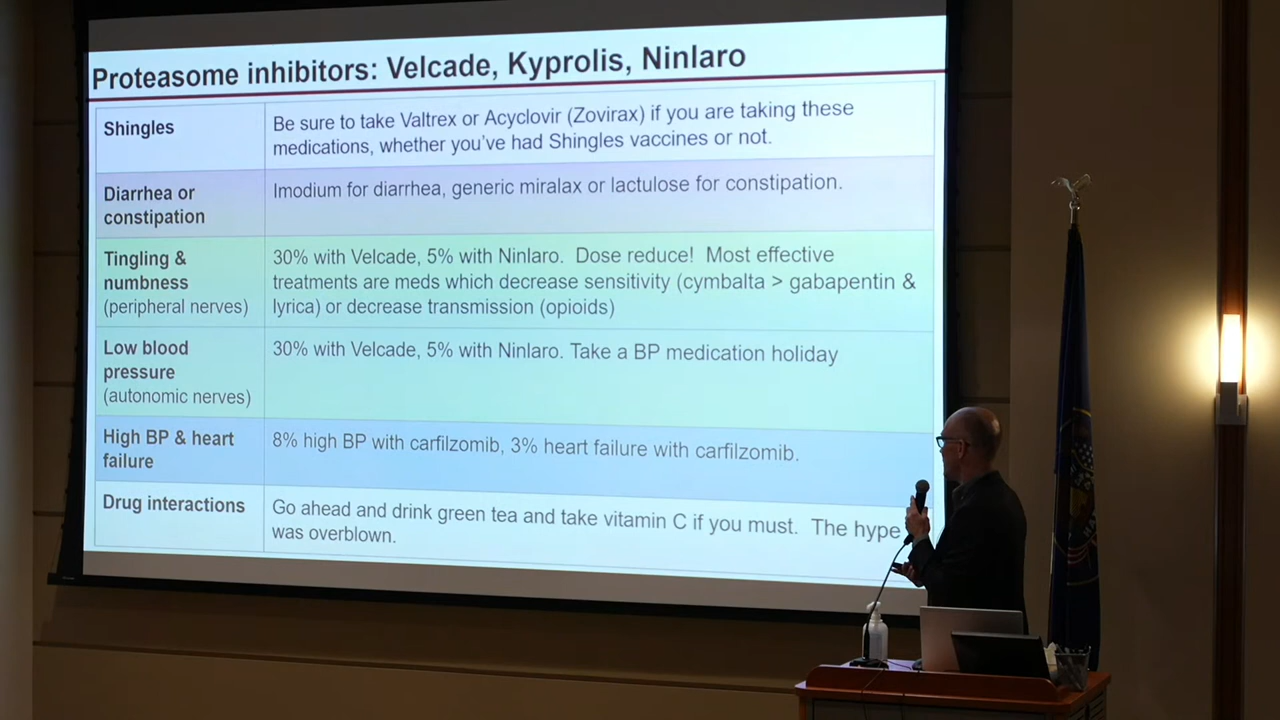 Proteasome inhibitors: Velcade, Kyprolis, Ninlaro
Shingles
Be sure to take Valtrex or Acyclovir (Zovirax) if you are taking these
medications, whether you've had Shingles vaccines or not.
Diarrhea or
constipation
Imodium for diarrhea, generic miralax or lactulose for constipation.
Tingling &
numbness
(peripheral nerves)
30% with Velcade, 5% with Ninlaro. Dose reduce! Most effective
treatments are meds which decrease sensitivity (cymbalta > gabapentin &
lyrica) or decrease transmission (opioids)
Low blood
pressure
(autonomic nerves)
30% with Velcade, 5% with Ninlaro. Take a BP medication holiday
High BP & heart
failure
8% high BP with carfilzomib, 3% heart failure with carfilzomib.
Drug interactions
Go ahead and drink green tea and take vitamin C if you must. The hype
was overblown.